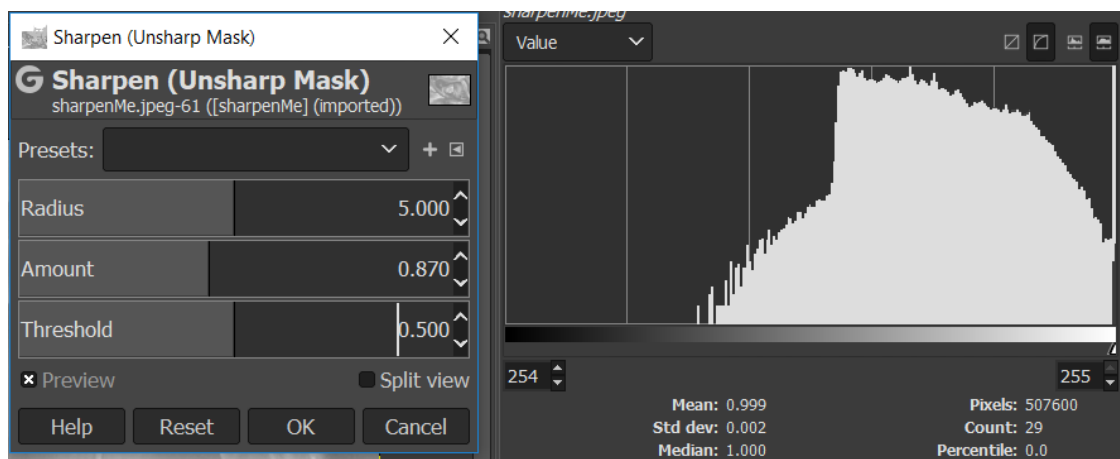 Sharpen (Unsharp Mask)
G Sharpen (Unsharp Mask)
sharpenMe.jpeg-61 ([sharpenMe] (imported))
Presets:
Radius 5.000
Amount 0.870
Threshold 0.500
Preview Split view
Help Reset OK Cancel
sharpenMe.jpeg
Value
254 255
Mean: 0.999 Pixels: 507600
Std dev: 0.002 Count: 29
Median: 1.000 Percentile: 0.0